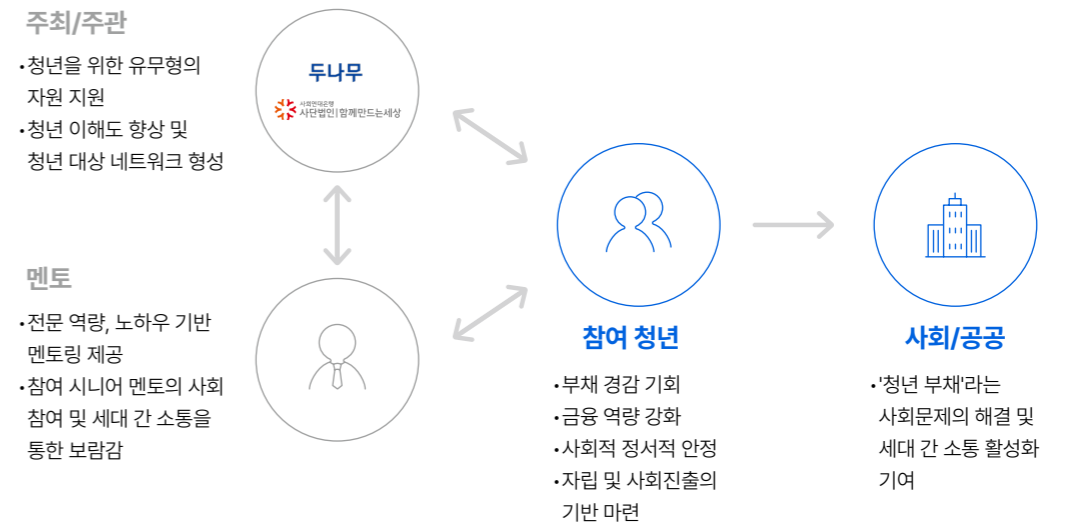 주최/주관
•청년을 위한 유무형의
자원 지원
•청년 이해도 향상 및
청년 대상 네트워크 형성
두나무
사회연대은행
사단법인|함께만드는세상
멘토
•전문 역량, 노하우 기반
멘토링 제공
•참여 시니어 멘토의 사회
참여 및 세대 간 소통을
통한 보람감
참여 청년
•부채 경감 기회
•금융 역량 강화
•사회적 정서적 안정
•자립 및 사회진출의
기반 마련
사회/공공
•'청년 부채'라는
사회문제의 해결 및
세대 간 소통 활성화
기여